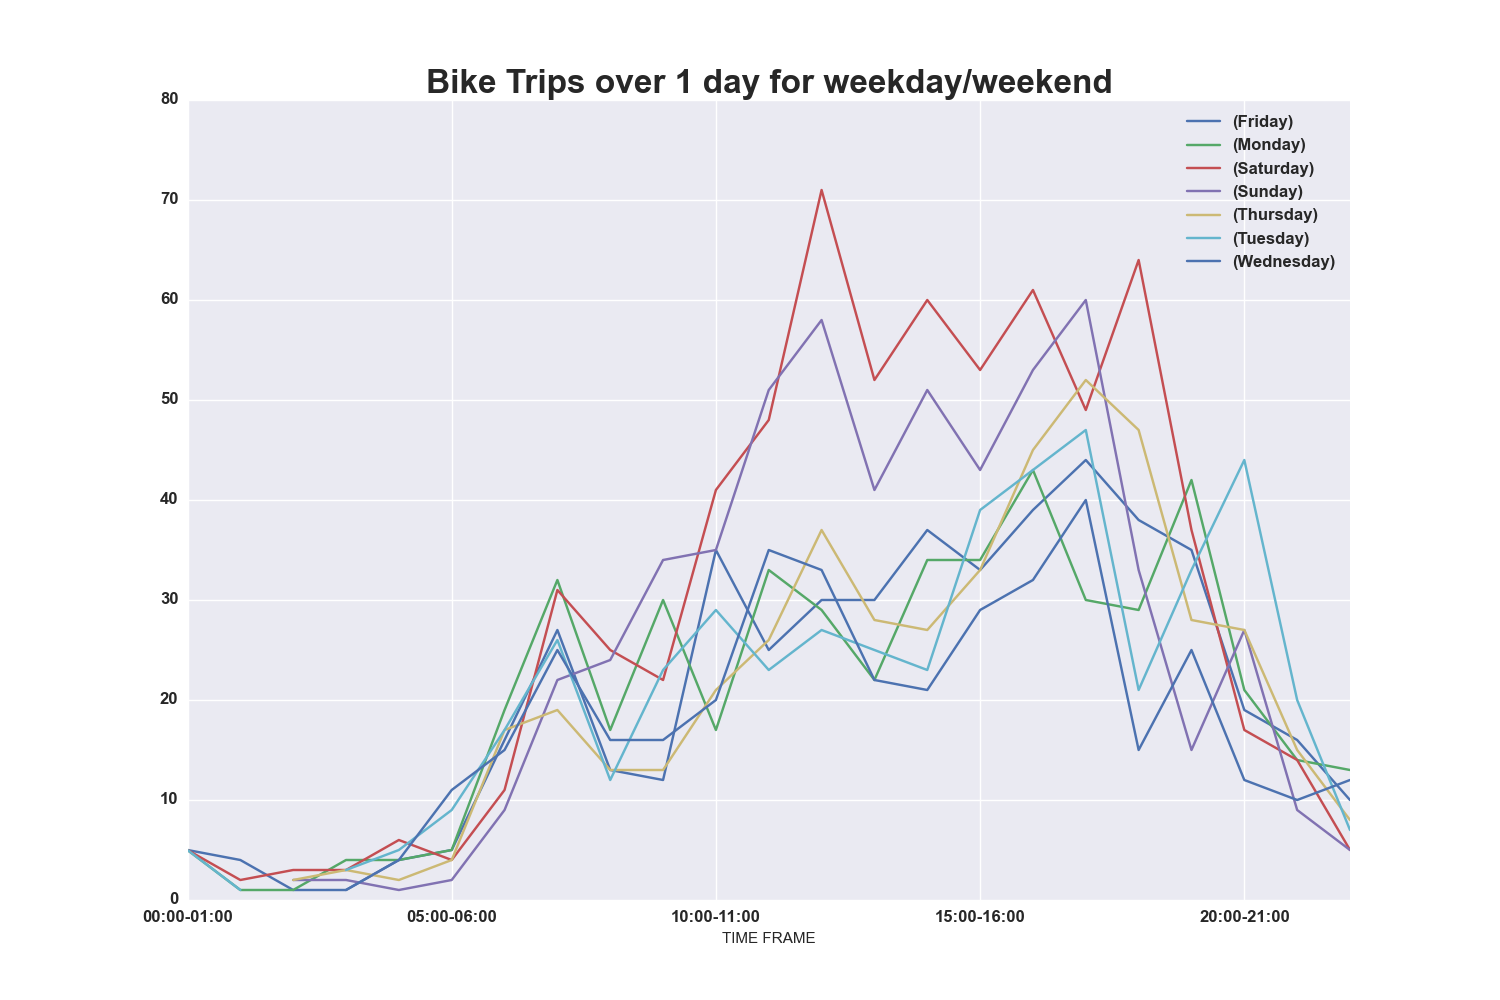 Bike Trips over 1 day for weekday/weekend
80
70
60
50
40
30
20
10
0
(Friday)
(Monday)
(Saturday)
(Sunday)
(Thursday)
(Tuesday)
(Wednesday)
00:00-01:00 05:00-06:00 10:00-11:00 15:00-16:00 20:00-21:00
TIME FRAME